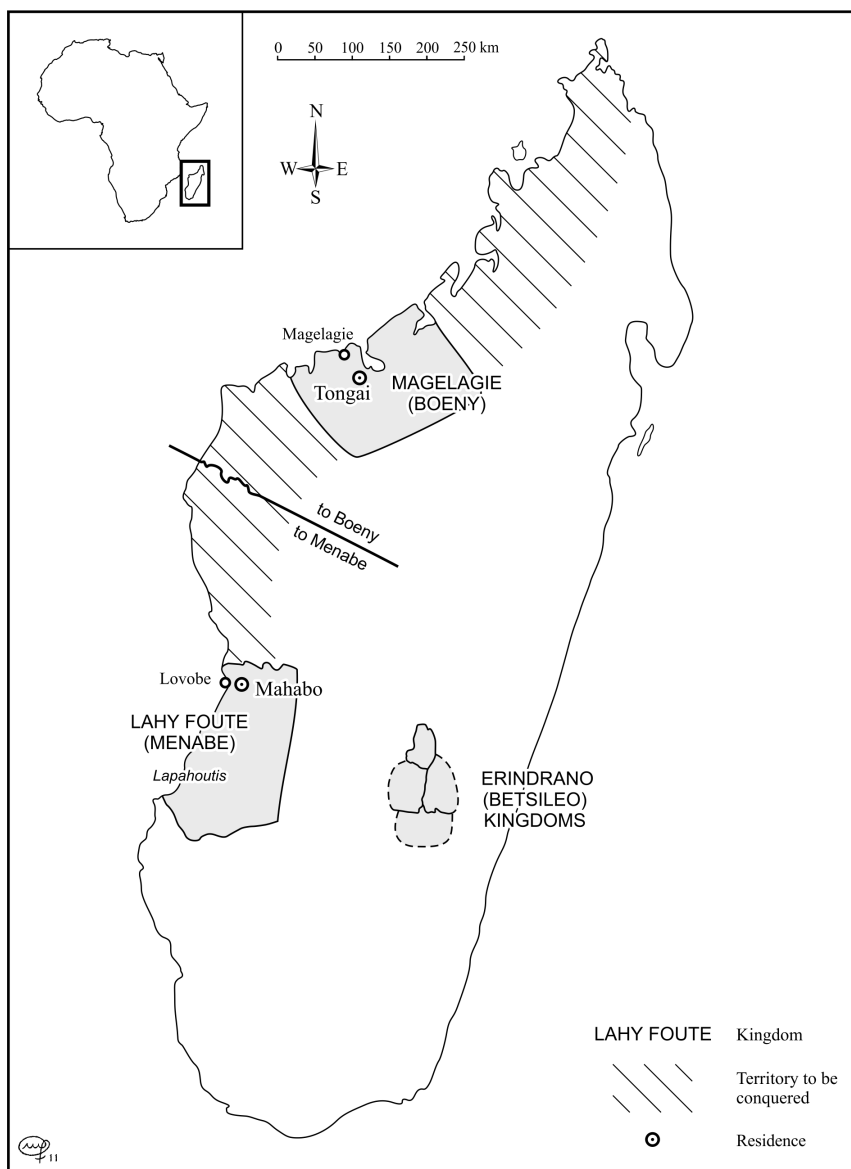 0 50 100 150 200 250 km
N
W E
S
Magelagie
Tongai
MAGELAGIE
(BOENY)
to Boeny
to Menabe
Lovobe
Mahabo
LAHY FOUTE
(MENABE)
Lapahoutis
ERINDRANO
(BETSILEO)
KINGDOMS
LAHY FOUTE Kingdom
Territory to be
conquered
Residence
11